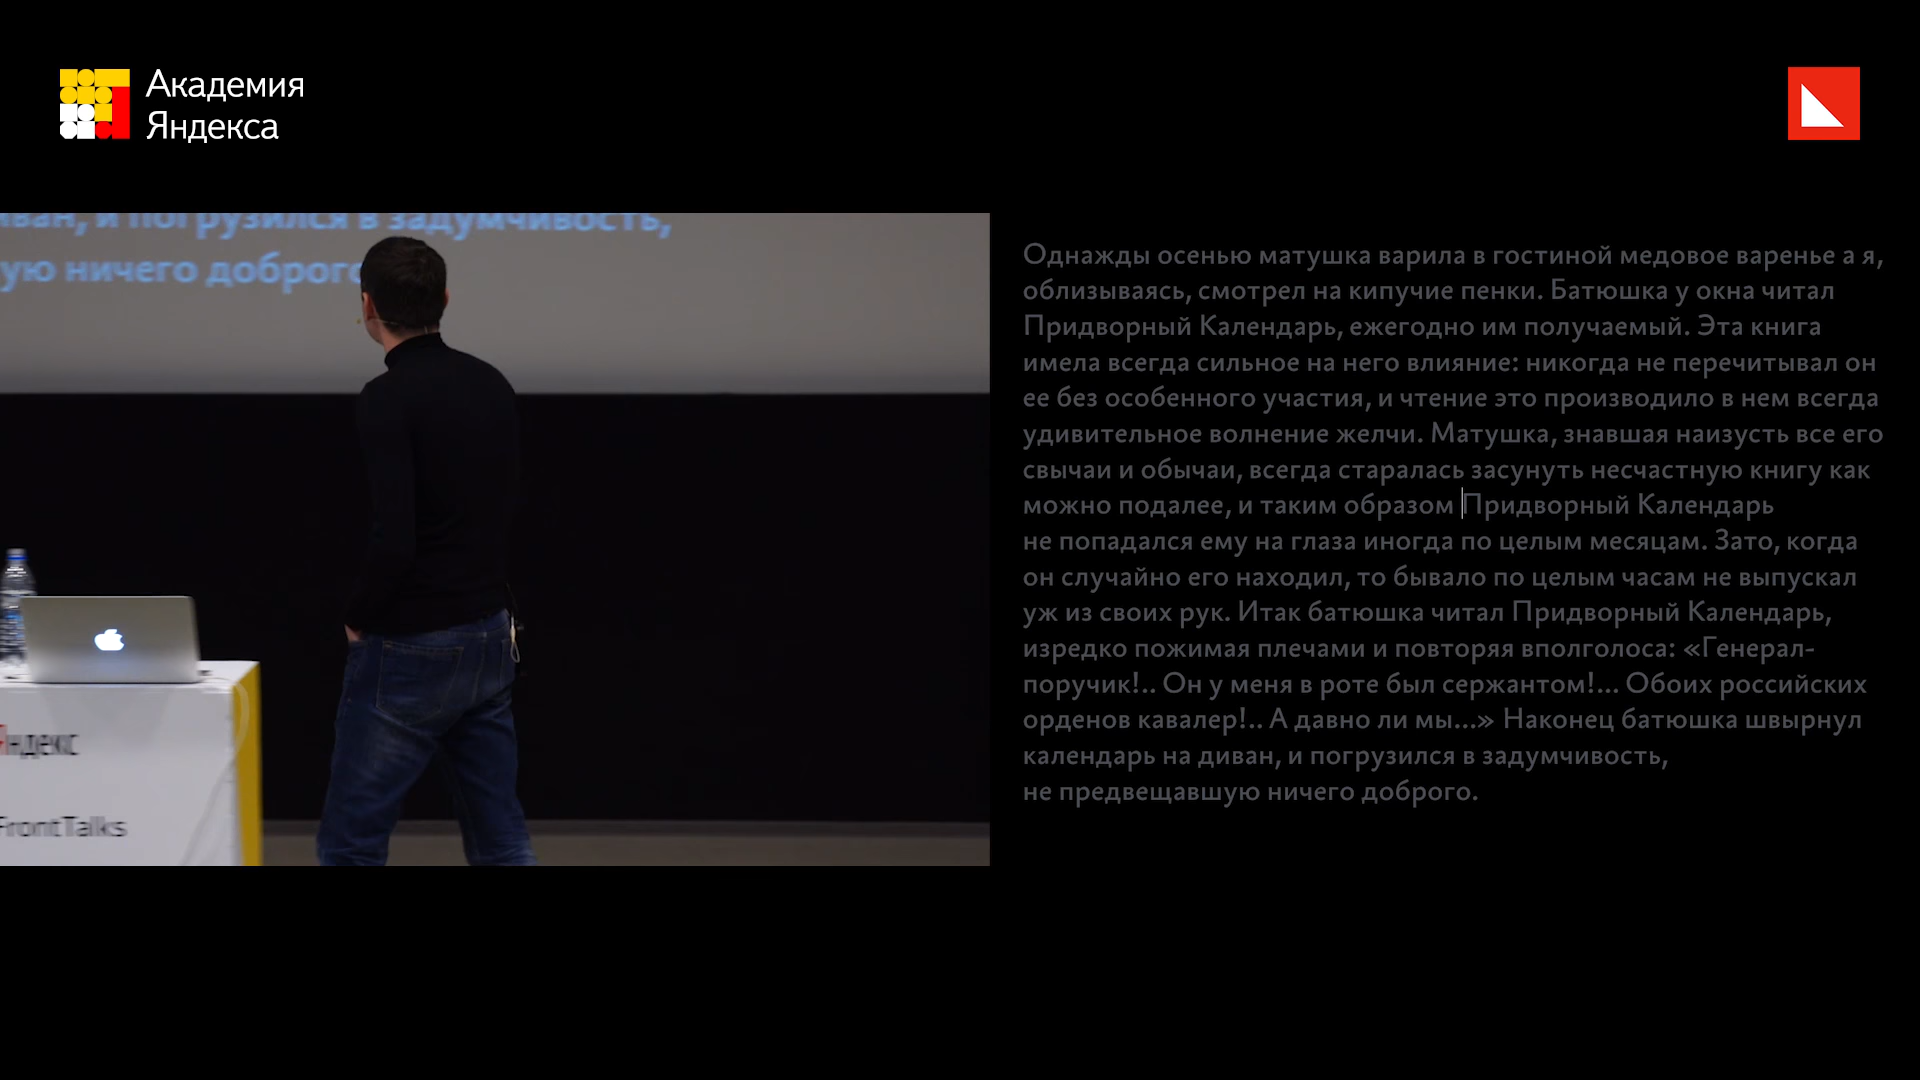 Академия
Яндекса
иван, и погрузился в задумчивость,
ую ничего доброго
Яндекс
FrontTalks
Однажды осенью матушка варила в гостиной медовое варенье а я,
облизываясь, смотрел на кипучие пенки. Батюшка у окна читал
Придворный Календарь, ежегодно им получаемый. Эта книга
имела всегда сильное на него влияние: никогда не перечитывал он
ее без особенного участия, и чтение это производило в нем всегда
удивительное волнение желчи. Матушка, знавшая наизусть все его
свычаи и обычаи, всегда старалась засунуть несчастную книгу как
можно подалее, и таким образом Придворный Календарь
не попадался ему на глаза иногда по целым месяцам. Зато, когда
он случайно его находил, то бывало по целым часам не выпускал
уж из своих рук. Итак батюшка читал Придворный Календарь,
изредко пожимая плечами и повторяя вполголоса: «Генерал-
поручик!.. Он у меня в роте был сержантом!... Обоих российских
орденов кавалер!.. А давно ли мы...» Наконец батюшка швырнул
календарь на диван, и погрузился в задумчивость,
не предвещавшую ничего доброго.